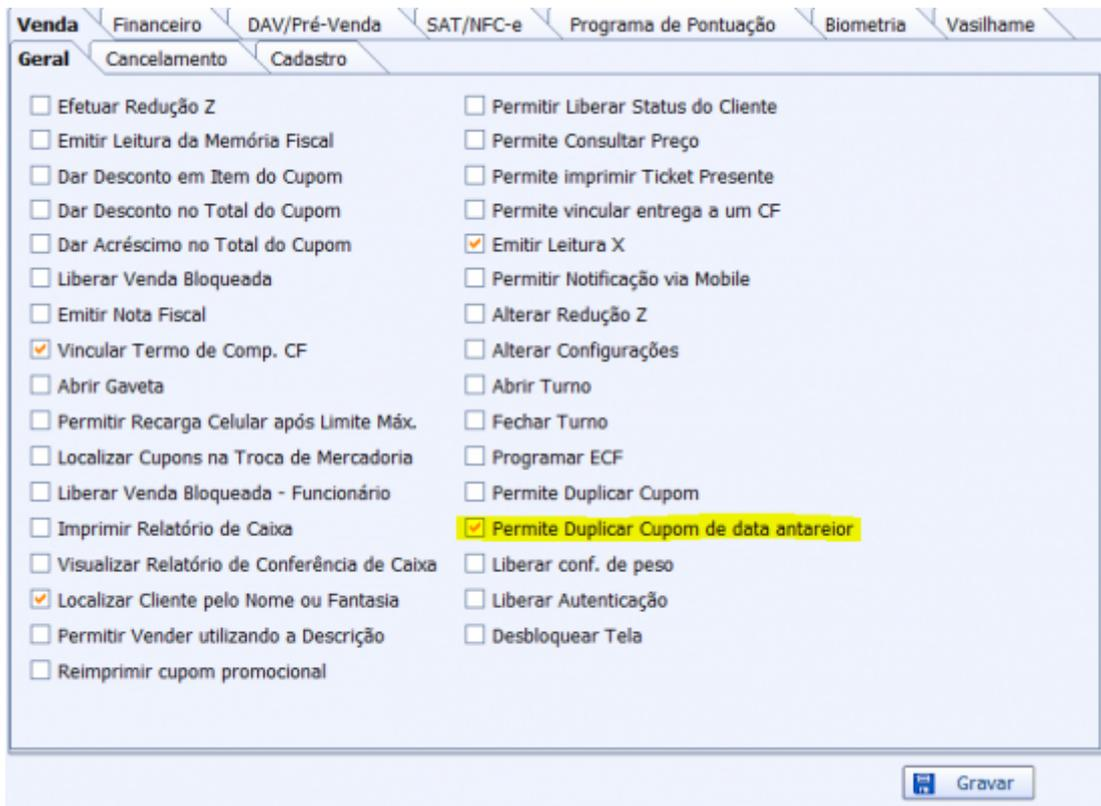 Venda Financeiro DAV/Pré-Venda SAT/NFC-e Programa de Pontuação Biometria Vasilhame
Geral Cancelamento Cadastro
Efetuar Redução Z
Emitir Leitura da Memória Fiscal
Dar Desconto em Item do Cupom
Dar Desconto no Total do Cupom
Dar Acréscimo no Total do Cupom
Liberar Venda Bloqueada
Emitir Nota Fiscal
Vincular Termo de Comp. CF
Abrir Gaveta
Permitir Recarga Celular após Limite Máx.
Localizar Cupons na Troca de Mercadoria
Liberar Venda Bloqueada - Funcionário
Imprimir Relatório de Caixa
Visualizar Relatório de Conferência de Caixa
Localizar Cliente pelo Nome ou Fantasia
Permitir Vender utilizando a Descrição
Reimprimir cupom promocional
Permitir Liberar Status do Cliente
Permite Consultar Preço
Permite imprimir Ticket Presente
Permite vincular entrega a um CF
Emitir Leitura X
Permitir Notificação via Mobile
Alterar Redução Z
Alterar Configurações
Abrir Turno
Fechar Turno
Programar ECF
Permite Duplicar Cupom
Permite Duplicar Cupom de data antareior
Liberar conf. de peso
Liberar Autenticação
Desbloquear Tela
Gravar